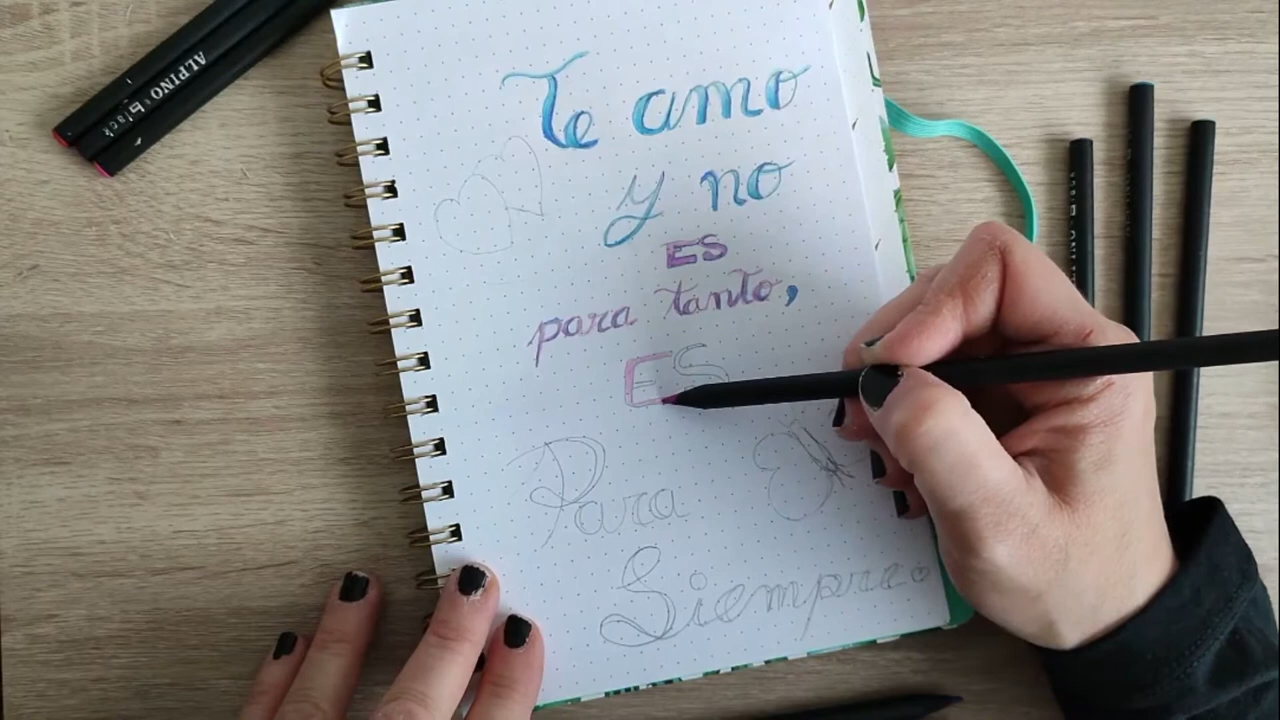 ALPINO black
Te amo
y no
ES
para tanto,
ES
Para
Siempre.